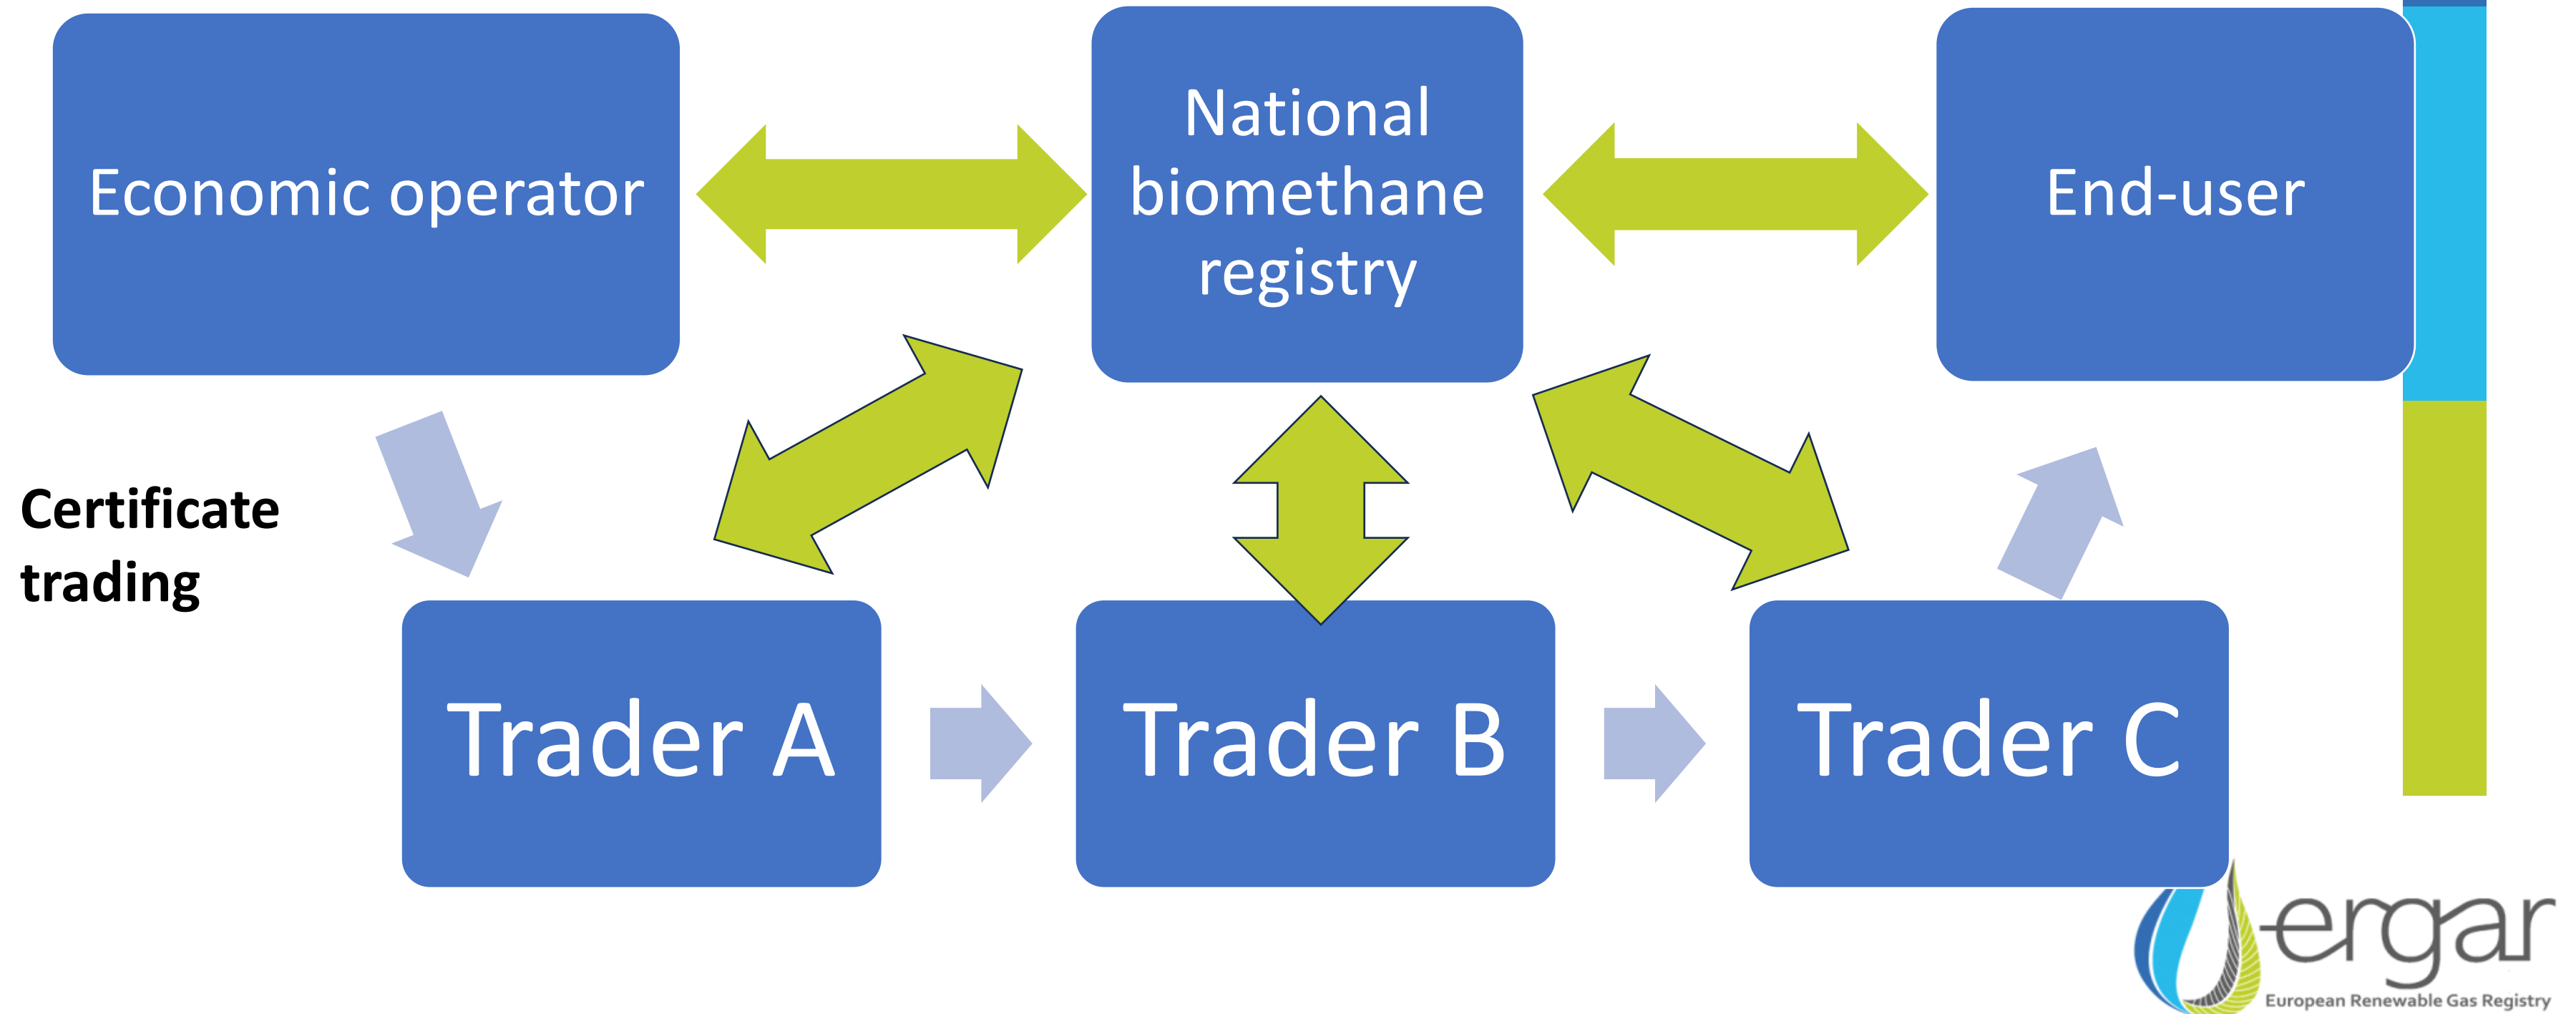 Economic operator
National
biomethane
registry
End-user
Certificate
trading
Trader A
Trader B
Trader C
ergar
European Renewable Gas Registry